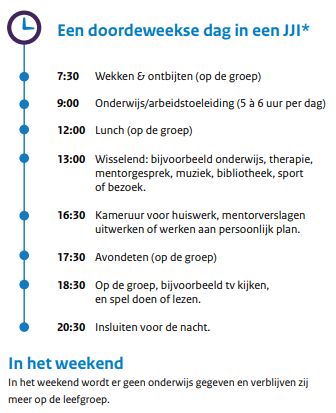 Een doordeweekse dag in een JJI*
7:30 Wekken & ontbijten (op de groep)
9:00 Onderwijs/arbeidstoeleiding (5 à 6 uur per dag)
12:00 Lunch (op de groep)
13:00 Wisselend: bijvoorbeeld onderwijs, therapie,
mentorgesprek, muziek, bibliotheek, sport
of bezoek.
16:30 Kameruur voor huiswerk, mentorverslagen
uitwerken of werken aan persoonlijk plan.
17:30 Avondeten (op de groep)
18:30 Op de groep, bijvoorbeeld tv kijken,
en spel doen of lezen.
20:30 Insluiten voor de nacht.
In het weekend
In het weekend wordt er geen onderwijs gegeven en verblijven zij
meer op de leefgroep.